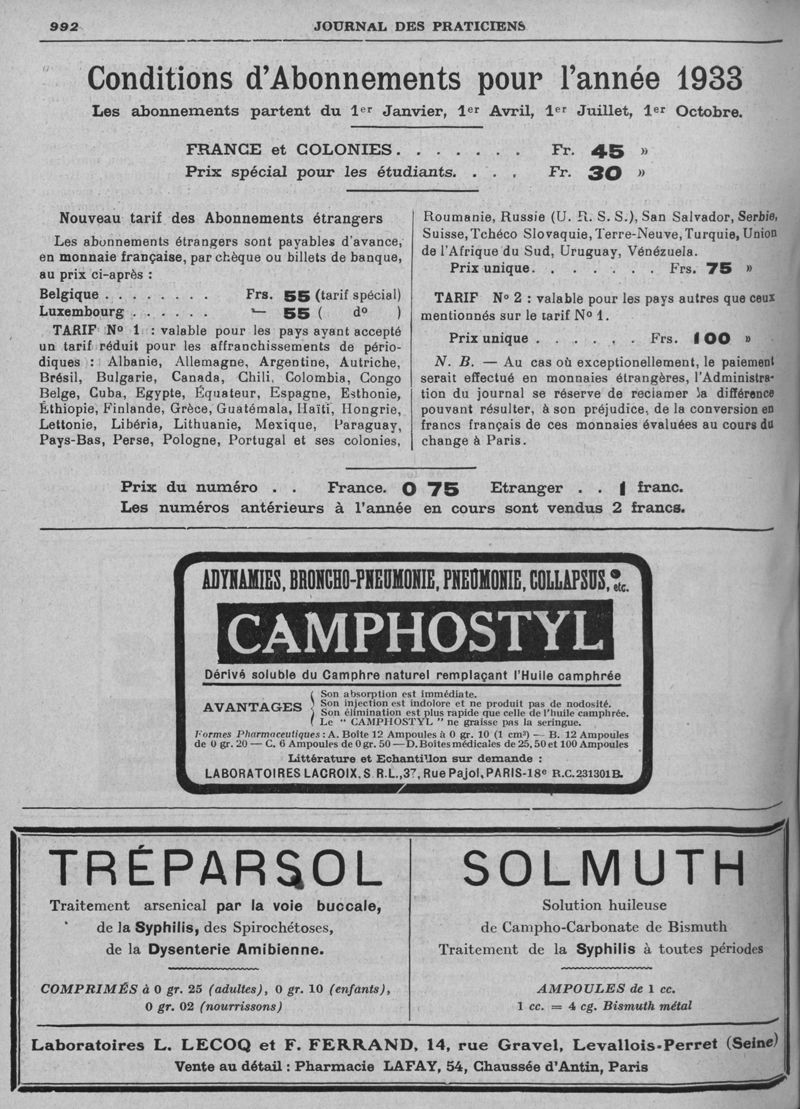 992 JOURNAL DES PRATICIENS
Conditions d'Abonnements pour l'année 1933
Les abonnements partent du 1er Janvier, 1er Avril, 1er Juillet, 1er Octobre.
FRANCE et COLONIES. . . . . . . Fr. 45 »
Prix spécial pour les étudiants. . . . Fr. 30 »
Nouveau tarif des Abonnements étrangers
Les abonnements étrangers sont payables d'avance,
en monnaie française, par chèque ou billets de banque,
au prix ci-après :
Belgique . . . . . . . . Frs. 55 (tarif spécial)
Luxembourg . . . . . . — 55 ( do )
TARIF No 1 : valable pour les pays ayant accepté
un tarif réduit pour les affranchissements de pério-
diques : Albanie, Allemagne, Argentine, Autriche,
Brésil, Bulgarie, Canada, Chili, Colombia, Congo
Belge, Cuba, Egypte, Équateur, Espagne, Esthonie,
Éthiopie, Finlande, Grèce, Guatémala, Haïti, Hongrie,
Lettonie, Libéria, Lithuanie, Mexique, Paraguay,
Pays-Bas, Perse, Pologne, Portugal et ses colonies,
Roumanie, Russie (U. R. S. S.), San Salvador, Serbie,
Suisse, Tchéco Slovaquie, Terre-Neuve, Turquie, Union
de l'Afrique du Sud, Uruguay, Vénézuela.
Prix unique. . . . . . . Frs. 75 »
TARIF No 2 : valable pour les pays autres que ceux
mentionnés sur le tarif No 1.
Prix unique . . . . . . Frs. 100 »
N. B. — Au cas où exceptionellement, le paiement
serait effectué en monnaies étrangères, l'Administra-
tion du journal se réserve de reclamer la différence
pouvant résulter, à son préjudice, de la conversion en
francs français de ces monnaies évaluées au cours du
change à Paris.
Prix du numéro . . France. 0 75 Etranger . . 1 franc.
Les numéros antérieurs à l'année en cours sont vendus 2 francs.
ADYNAMIES, BRONCHO-PNEUMONIE, PNEUMONIE, COLLAPSUS, etc.
CAMPHOSTYL
Dérivé soluble du Camphre naturel remplaçant l'Huile camphrée
AVANTAGES
Son absorption est immédiate.
Son injection est indolore et ne produit pas de nodosité.
Son élimination est plus rapide que celle de l'huile camphrée.
Le " CAMPHOSTYL " ne graisse pas la seringue.
Formes Pharmaceutiques : A. Boîte 12 Ampoules à 0 gr. 10 (1 cm³) — B. 12 Ampoules
de 0 gr. 20 — C. 6 Ampoules de 0 gr. 50 — D. Boîtes médicales de 25, 50 et 100 Ampoules
Littérature et Echantillon sur demande :
LABORATOIRES LACROIX, S R.L., 37, Rue Pajol, PARIS-18e R.C. 231301 B.
TRÉPARSOL
Traitement arsenical par la voie buccale,
de la Syphilis, des Spirochétoses,
de la Dysenterie Amibienne.
COMPRIMÉS à 0 gr. 25 (adultes), 0 gr. 10 (enfants),
0 gr. 02 (nourrissons)
SOLMUTH
Solution huileuse
de Campho-Carbonate de Bismuth
Traitement de la Syphilis à toutes périodes
AMPOULES de 1 cc.
1 cc. = 4 cg. Bismuth métal
Laboratoires L. LECOQ et F. FERRAND, 14, rue Gravel, Levallois-Perret (Seine)
Vente au détail : Pharmacie LAFAY, 54, Chaussée d'Antin, Paris